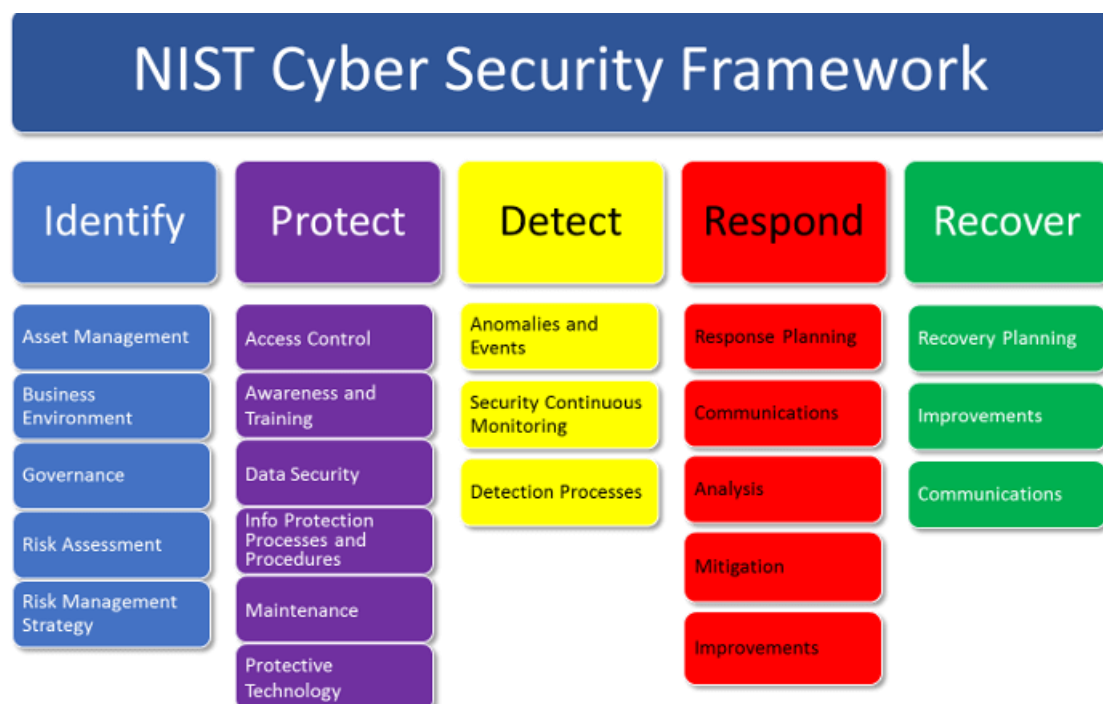 NIST Cyber Security Framework
Identify
Protect
Detect
Respond
Recover
Asset Management
Business
Environment
Governance
Risk Assessment
Risk Management
Strategy
Access Control
Awareness and
Training
Data Security
Info Protection
Processes and
Procedures
Maintenance
Protective
Technology
Anomalies and
Events
Security Continuous
Monitoring
Detection Processes
Response Planning
Communications
Analysis
Mitigation
Improvements
Recovery Planning
Improvements
Communications